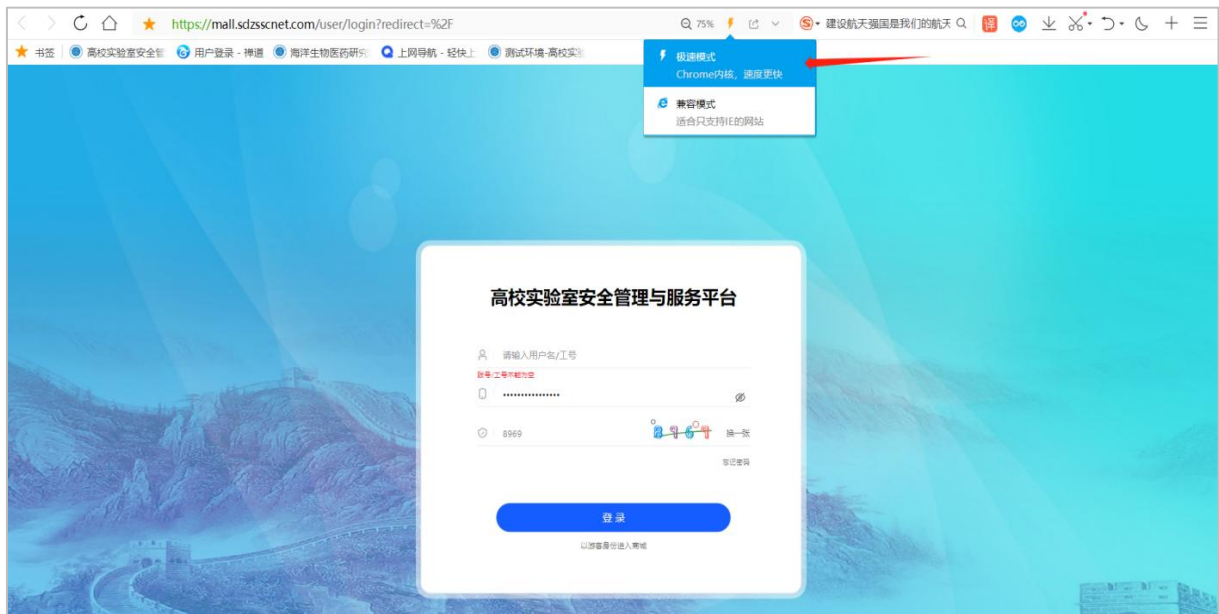 https://mall.sdzsscnet.com/user/login?redirect=%2F
75%
建设航天强国是我们的航天
译
书签
高校实验室安全管
用户登录 - 禅道
海洋生物医药研究
上网导航 - 轻快上
测试环境-高校实验
极速模式
Chrome内核，速度更快
兼容模式
适合只支持IE的网站
高校实验室安全管理与服务平台
请输入用户名/工号
账号/工号不能为空
8969
8969
换一张
忘记密码
登录
以游客身份进入商城